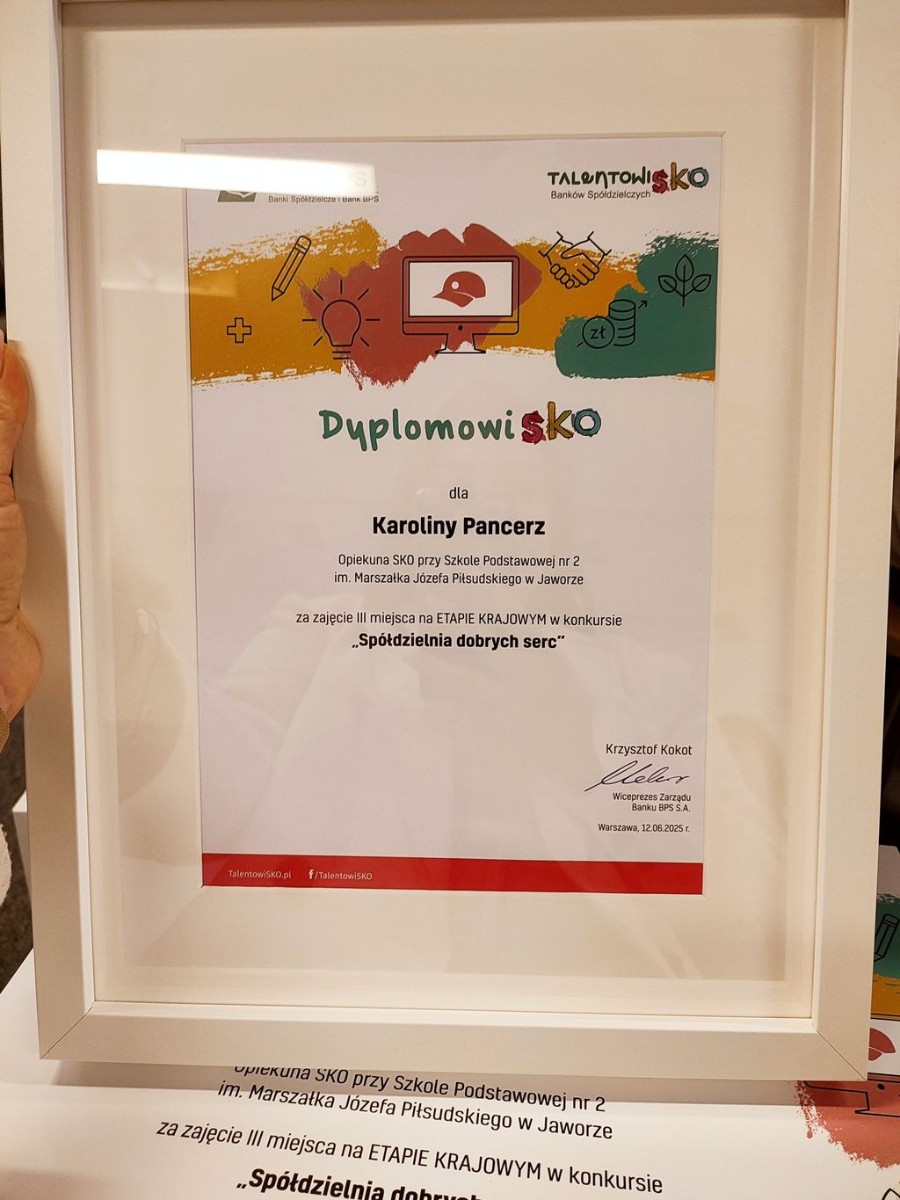 BPS
Banki Spółdzielcze i Bank BPS
TALENTOWISKO
Banków Spółdzielczych
zł
DyplomowiSKO
dla
Karoliny Pancerz
Opiekuna SKO przy Szkole Podstawowej nr 2
im. Marszałka Józefa Piłsudskiego w Jaworze
za zajęcie III miejsca na ETAPIE KRAJOWYM w konkursie
„Spółdzielnia dobrych serc”
Krzysztof Kokot
Wiceprezes Zarządu
Banku BPS S.A.
Warszawa, 12.06.2025 r.
TalentowiSKO.pl f/TalentowiSKO
Opiekuna SKO przy Szkole Podstawowej nr 2
im. Marszałka Józefa Piłsudskiego w Jaworze
za zajęcie III miejsca na ETAPIE KRAJOWYM w konkursie
„Spółdzielnia dobrych